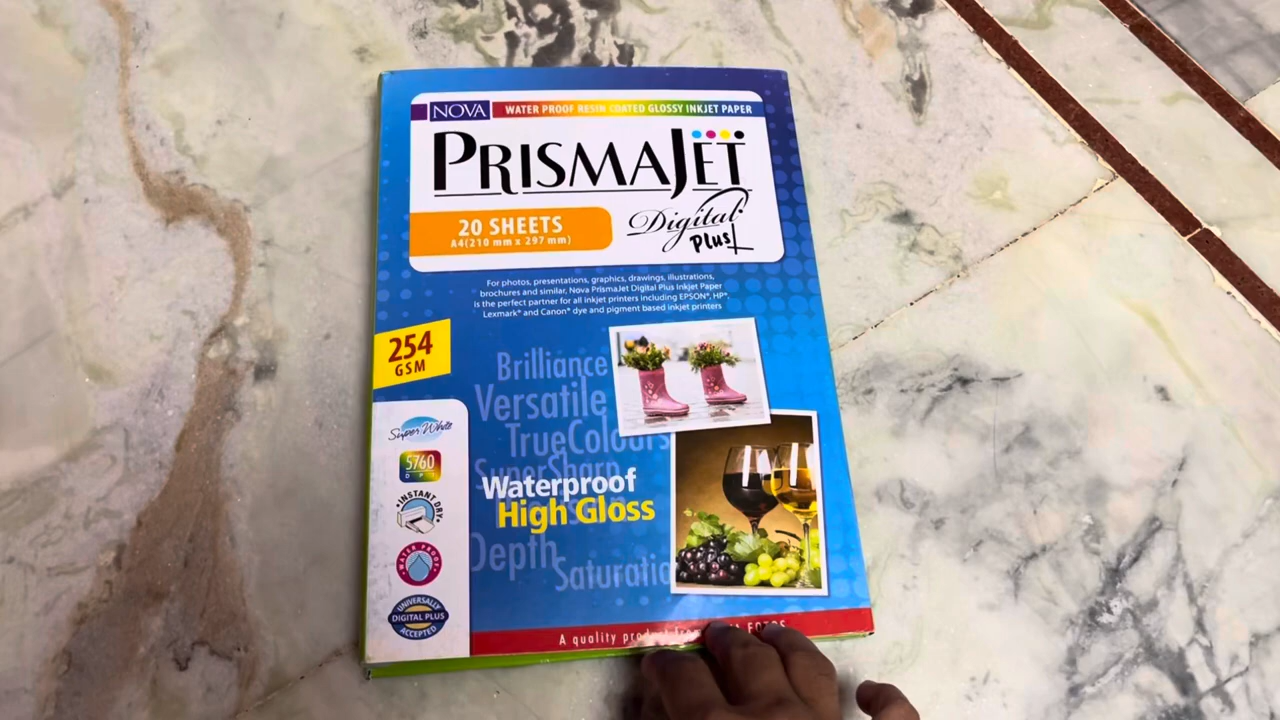 NOVA WATER PROOF RESIN COATED GLOSSY INKJET PAPER
PRISMAJET
20 SHEETS
A4(210 mm x 297 mm)
Digital
Plus
For photos, presentations, graphics, drawings, illustrations,
brochures and similar, Nova PrismaJet Digital Plus Inkjet Paper
is the perfect partner for all inkjet printers including EPSON®, HP®,
Lexmark® and Canon® dye and pigment based inkjet printers
254
GSM
Brilliance
Versatile
TrueColours
SuperSharp
Waterproof
High Gloss
Depth
Saturatio
Super White
5760
DPI
INSTANT DRY
WATER PROOF
UNIVERSALLY
DIGITAL PLUS
ACCEPTED
A quality product from FOTOS